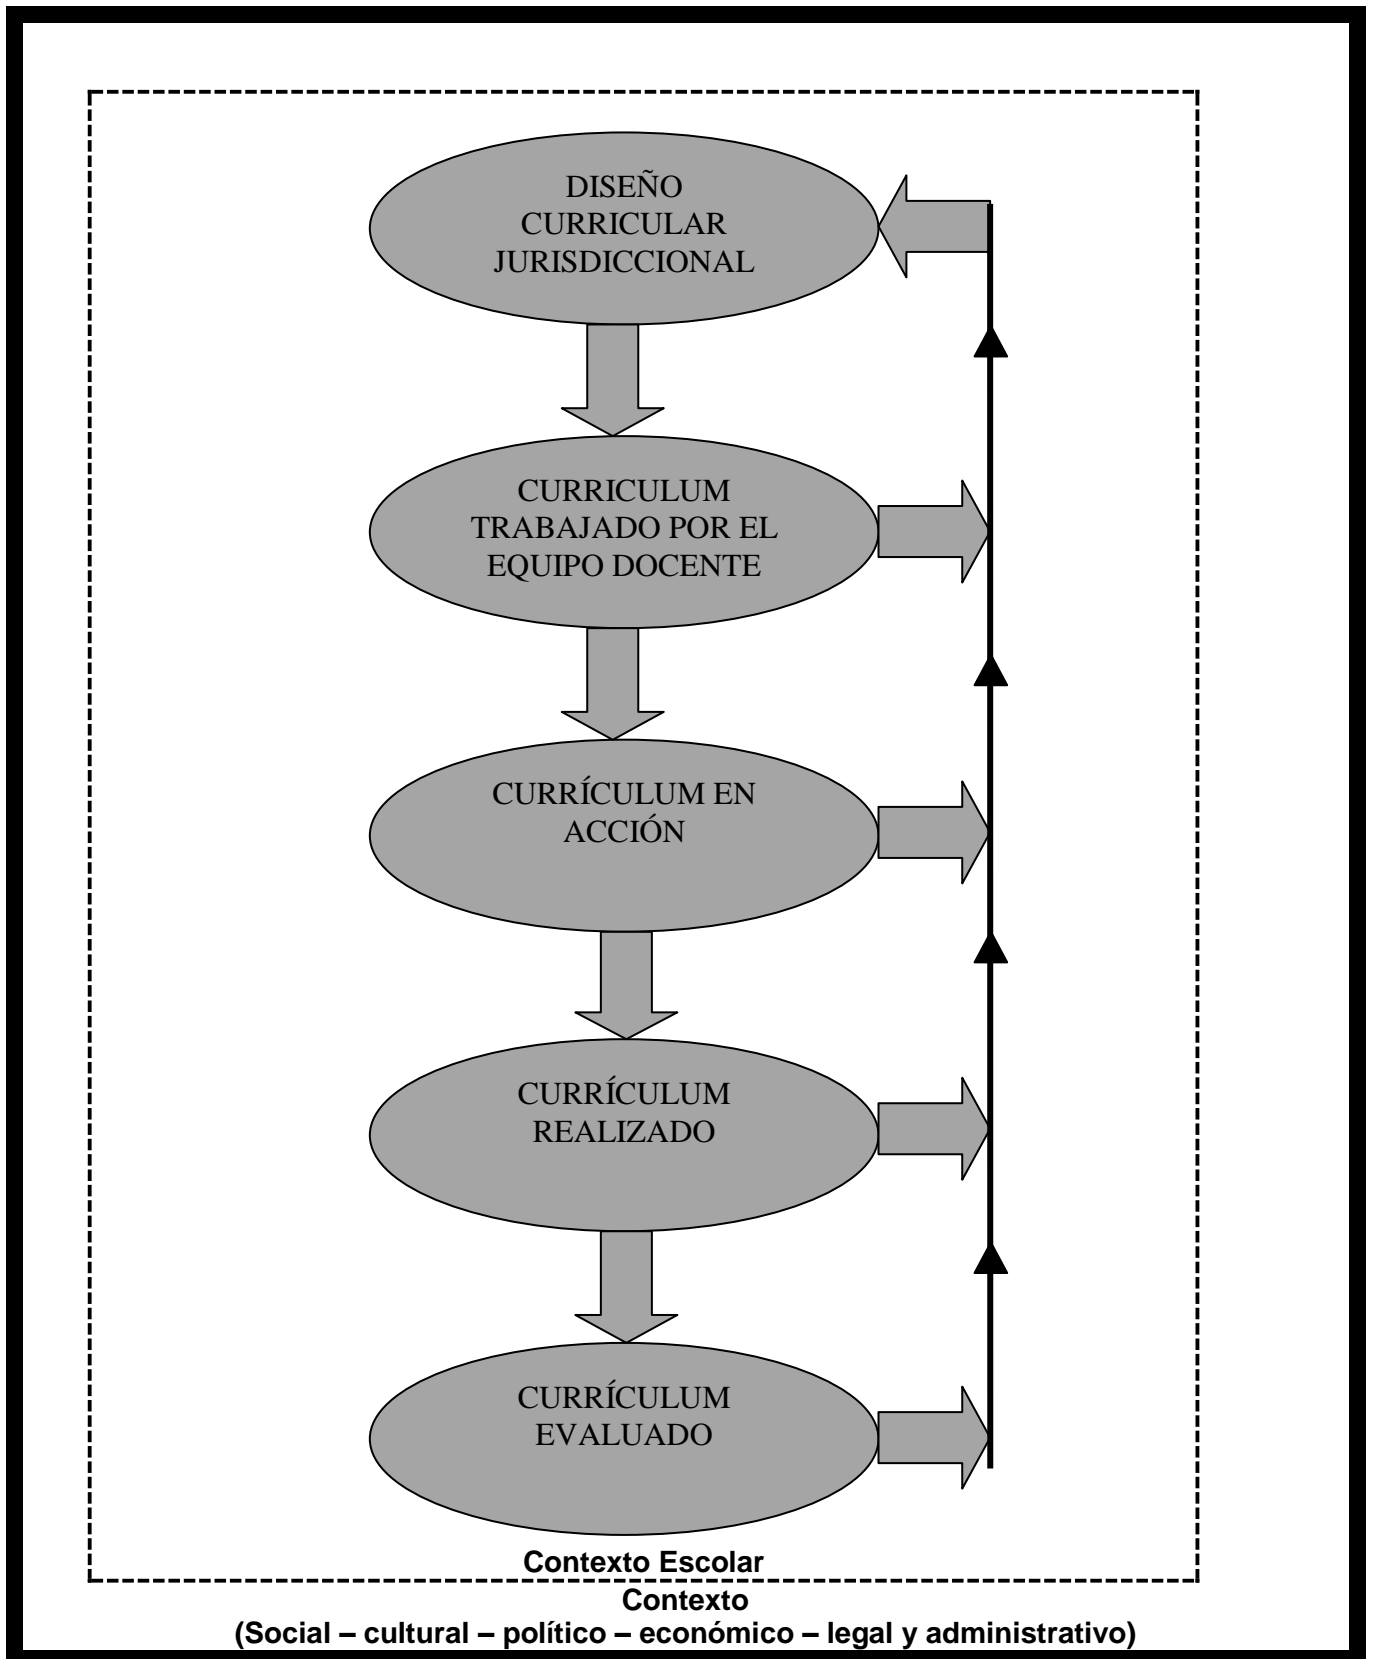 DISEÑO
CURRICULAR
JURISDICCIONAL
CURRICULUM
TRABAJADO POR EL
EQUIPO DOCENTE
CURRÍCULUM EN
ACCIÓN
CURRÍCULUM
REALIZADO
CURRÍCULUM
EVALUADO
Contexto Escolar
Contexto
(Social – cultural – político – económico – legal y administrativo)